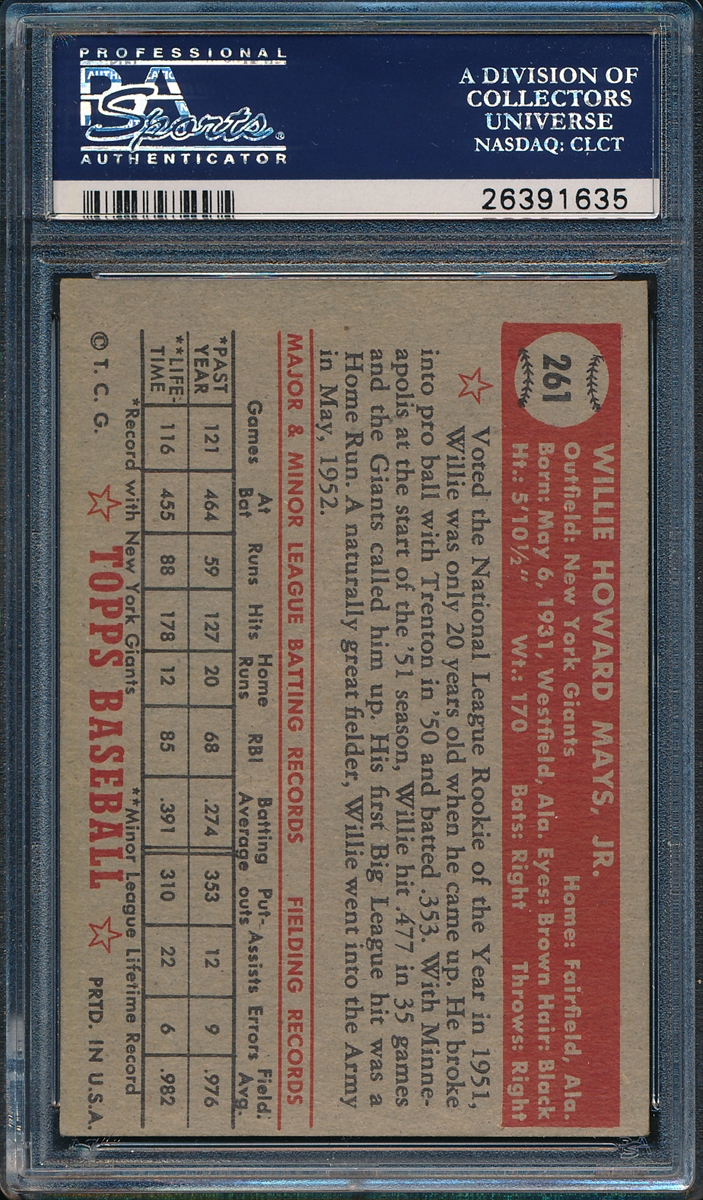 PROFESSIONAL
PSA
Sports.
AUTHENTICATOR
A DIVISION OF
COLLECTORS
UNIVERSE
NASDAQ: CLCT
26391635
261
WILLIE HOWARD MAYS, JR.
Outfield: New York Giants Home: Fairfield, Ala.
Born: May 6, 1931, Westfield, Ala. Eyes: Brown Hair: Black
Ht.: 5'10½" Wt.: 170 Bats: Right Throws: Right
Voted the National League Rookie of the Year in 1951,
Willie was only 20 years old when he came up. He broke
into pro ball with Trenton in '50 and batted .353. With Minne-
apolis at the start of the '51 season, Willie hit .477 in 35 games
and the Giants called him up. His first Big League hit was a
Home Run. A naturally great fielder, Willie went into the Army
in May, 1952.
MAJOR & MINOR LEAGUE BATTING RECORDS FIELDING RECORDS
Games At Bat Runs Hits Home Runs RBI Batting Average Put-outs Assists Errors Field. Avg.
*PAST YEAR 121 464 59 127 20 68 .274 353 12 9 .976
**LIFE-TIME 116 455 88 178 12 85 .391 310 22 6 .982
*Record with New York Giants **Minor League Lifetime Record
© T. C. G. TOPPS BASEBALL PRTD. IN U.S.A.